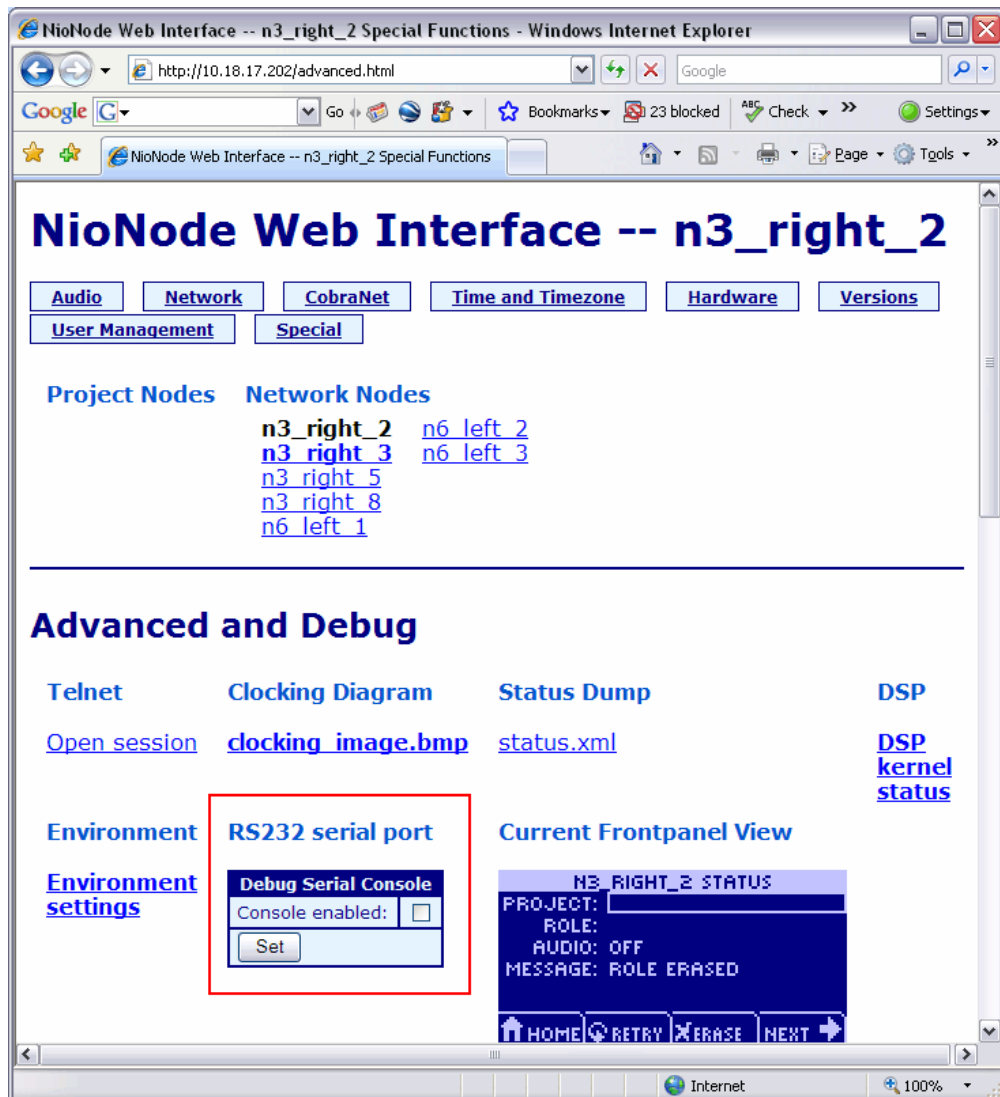 NioNode Web Interface -- n3_right_2 Special Functions - Windows Internet Explorer
http://10.18.17.202/advanced.html
Google
Google G Go Bookmarks 23 blocked ABC Check >> Settings
NioNode Web Interface -- n3_right_2 Special Functions Page Tools >>
NioNode Web Interface -- n3_right_2
Audio Network CobraNet Time and Timezone Hardware Versions
User Management Special
Project Nodes Network Nodes
n3_right_2 n6_left_2
n3_right_3 n6_left_3
n3_right_5
n3_right_8
n6_left_1
Advanced and Debug
Telnet Clocking Diagram Status Dump DSP
Open session clocking_image.bmp status.xml DSP
kernel
status
Environment RS232 serial port Current Frontpanel View
Environment
settings
Debug Serial Console
Console enabled:
Set
N3_RIGHT_2 STATUS
PROJECT:
ROLE:
AUDIO: OFF
MESSAGE: ROLE ERASED
HOME RETRY ERASE NEXT
Internet 100%